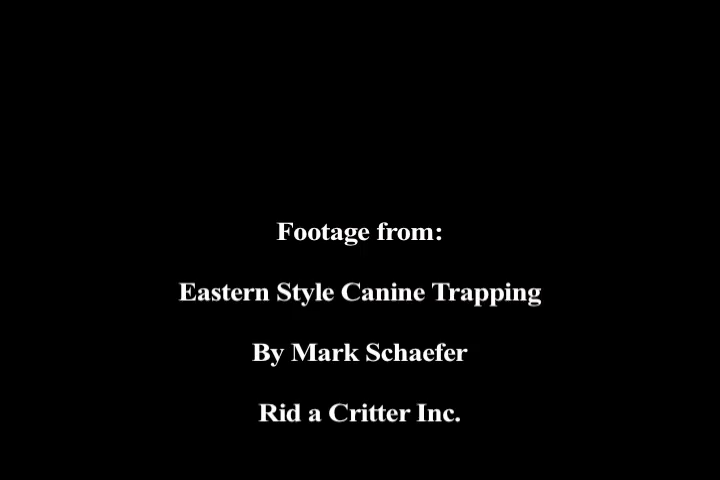 Footage from:
Eastern Style Canine Trapping
By Mark Schaefer
Rid a Critter Inc.